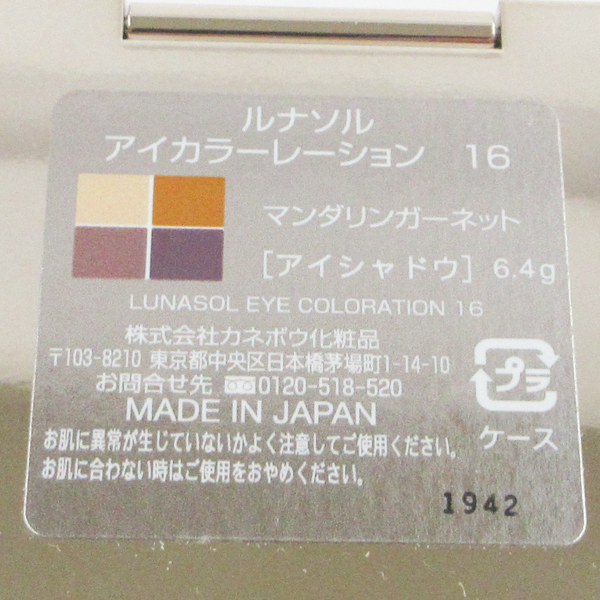 ルナソル
アイカラーレーション 16
マンダリンガーネット
［アイシャドウ］ 6.4g
LUNASOL EYE COLORATION 16
株式会社カネボウ化粧品
〒103-8210 東京都中央区日本橋茅場町1-14-10
お問合せ先 0120-518-520
MADE IN JAPAN
プラ
ケース
お肌に異常が生じていないかよく注意してご使用ください。
お肌に合わない時はご使用をおやめください。
1942